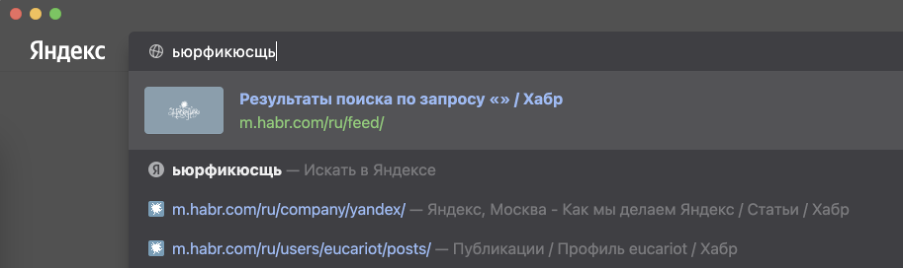 Яндекс
ьюрфикюсщь
Результаты поиска по запросу «» / Хабр
m.habr.com/ru/feed/
Я ьюрфикюсщь — Искать в Яндексе
m.habr.com/ru/company/yandex/ — Яндекс, Москва - Как мы делаем Яндекс / Статьи / Хабр
m.habr.com/ru/users/eucariot/posts/ — Публикации / Профиль eucariot / Хабр